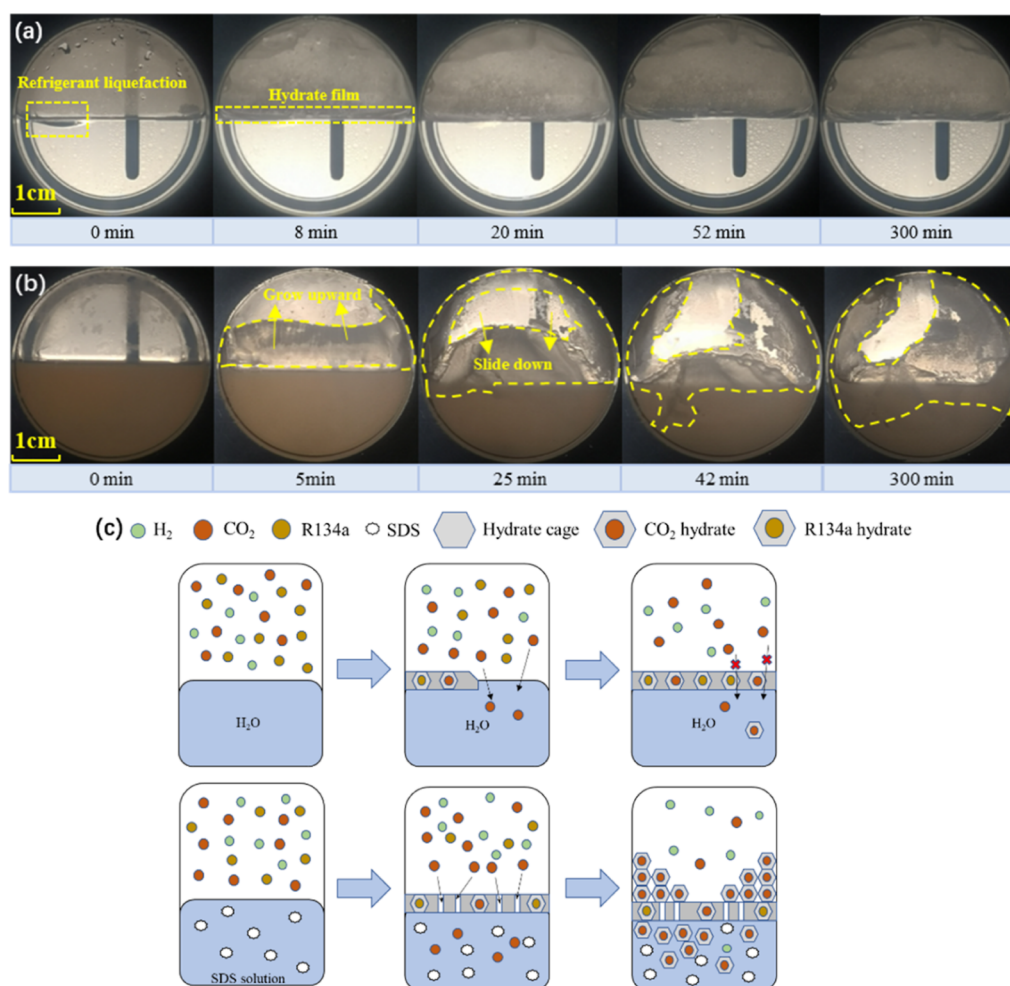 (a)
Refrigerant liquefaction
Hydrate film
1cm
0 min
8 min
20 min
52 min
300 min
(b)
Grow upward
Slide down
1cm
0 min
5min
25 min
42 min
300 min
(c)
H₂
CO₂
R134a
SDS
Hydrate cage
CO₂ hydrate
R134a hydrate
H₂O
H₂O
H₂O
SDS solution